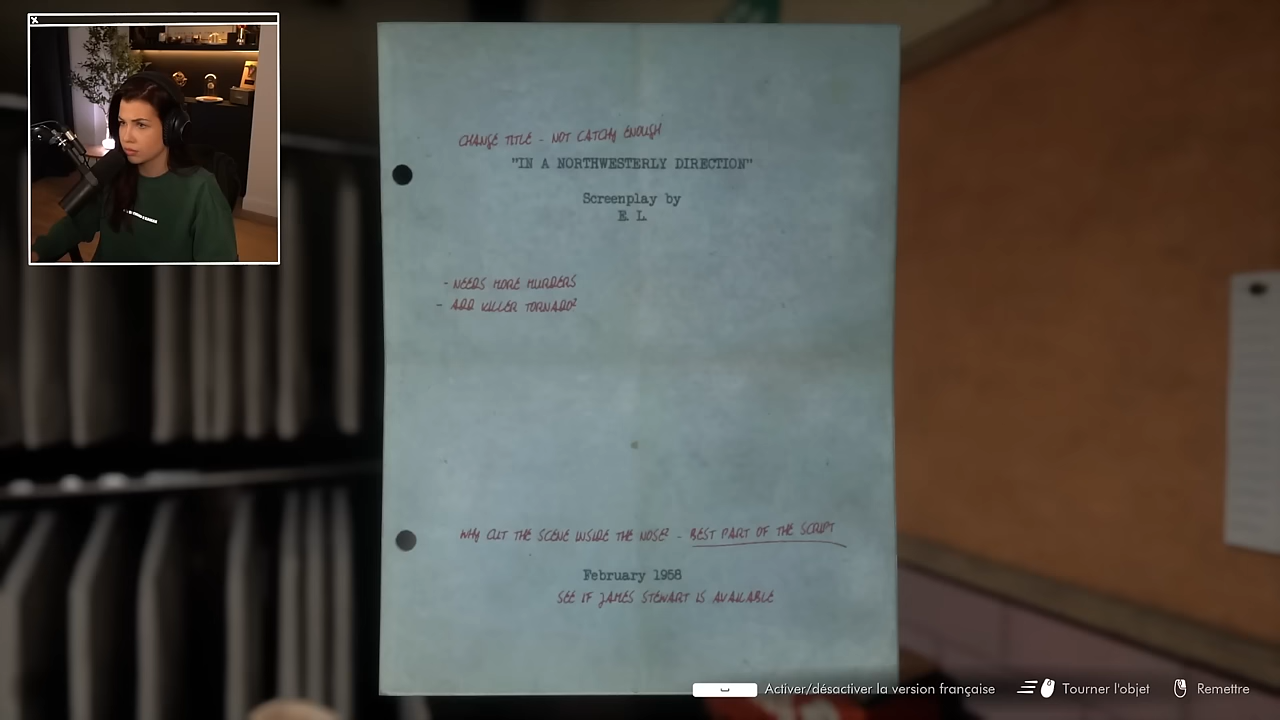 x
CHANGE TITLE - NOT CATCHY ENOUGH
"IN A NORTHWESTERLY DIRECTION"
Screenplay by
E. L.
- NEEDS MORE MURDERS
- ADD KILLER TORNADO?
WHY CUT THE SCENE INSIDE THE NOSE? - BEST PART OF THE SCRIPT
February 1958
SEE IF JAMES STEWART IS AVAILABLE
Activer/désactiver la version française
Tourner l'objet
Remettre